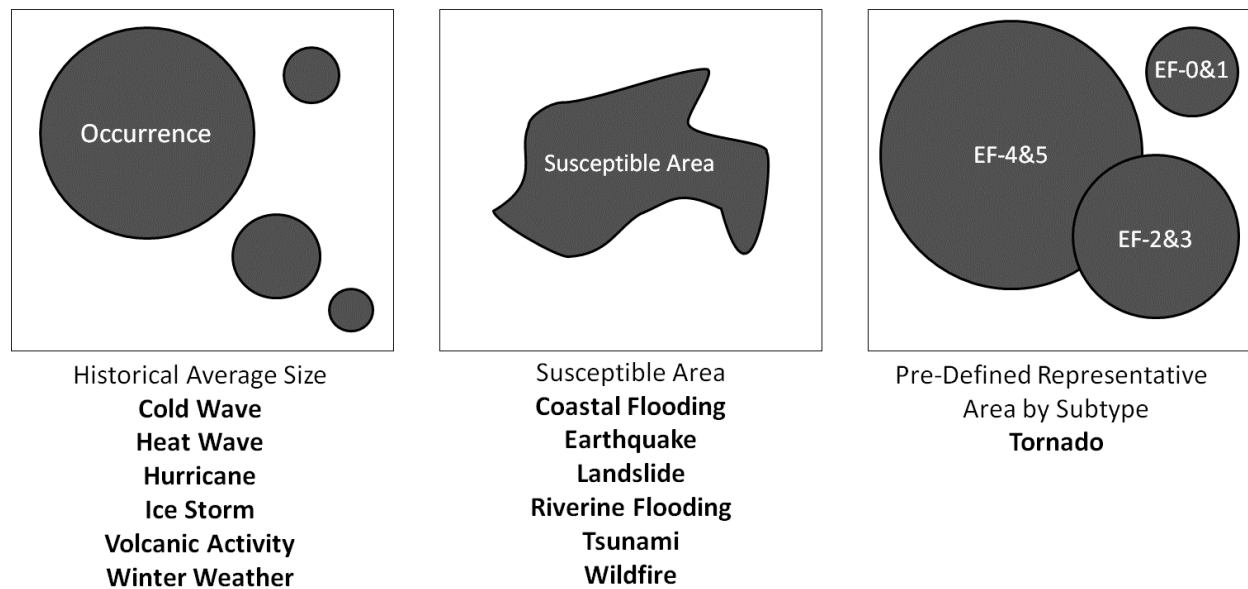 Occurrence
Susceptible Area
EF-0&1
EF-4&5
EF-2&3
Historical Average Size
Cold Wave
Heat Wave
Hurricane
Ice Storm
Volcanic Activity
Winter Weather
Susceptible Area
Coastal Flooding
Earthquake
Landslide
Riverine Flooding
Tsunami
Wildfire
Pre-Defined Representative
Area by Subtype
Tornado